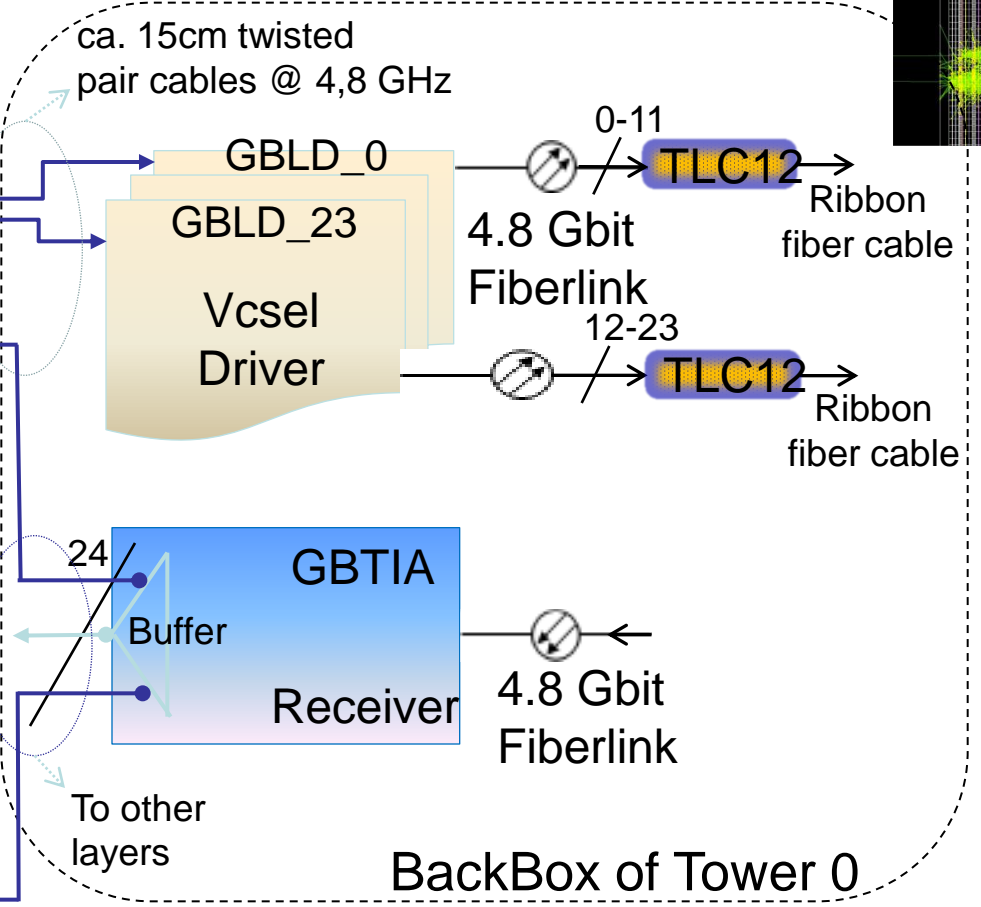 ca. 15cm twisted
pair cables @ 4,8 GHz
0-11
GBLD_0
TLC12
Ribbon
fiber cable
GBLD_23
4.8 Gbit
Fiberlink
Vcsel
Driver
12-23
TLC12
Ribbon
fiber cable
24
GBTIA
Buffer
Receiver
4.8 Gbit
Fiberlink
To other
layers
BackBox of Tower 0